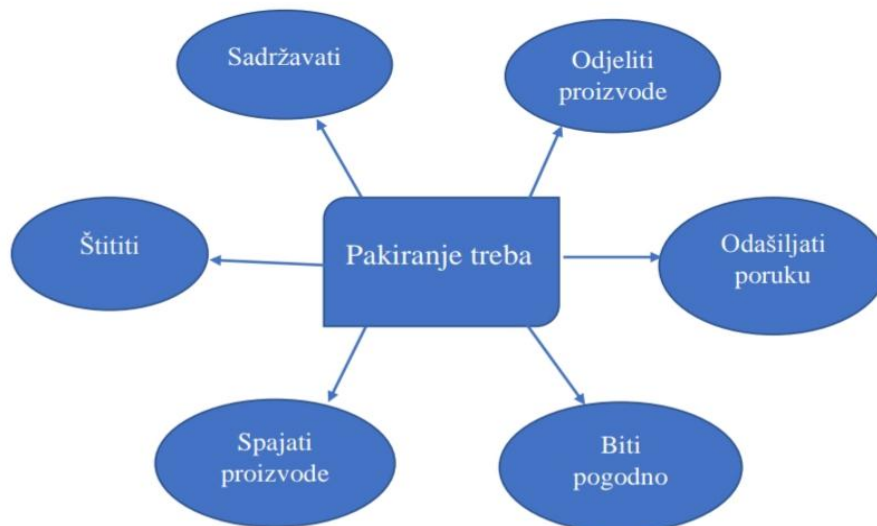 Sadržavati
Odjeliti
proizvode
Štititi
Pakiranje treba
Odašiljati
poruku
Spajati
proizvode
Biti
pogodno